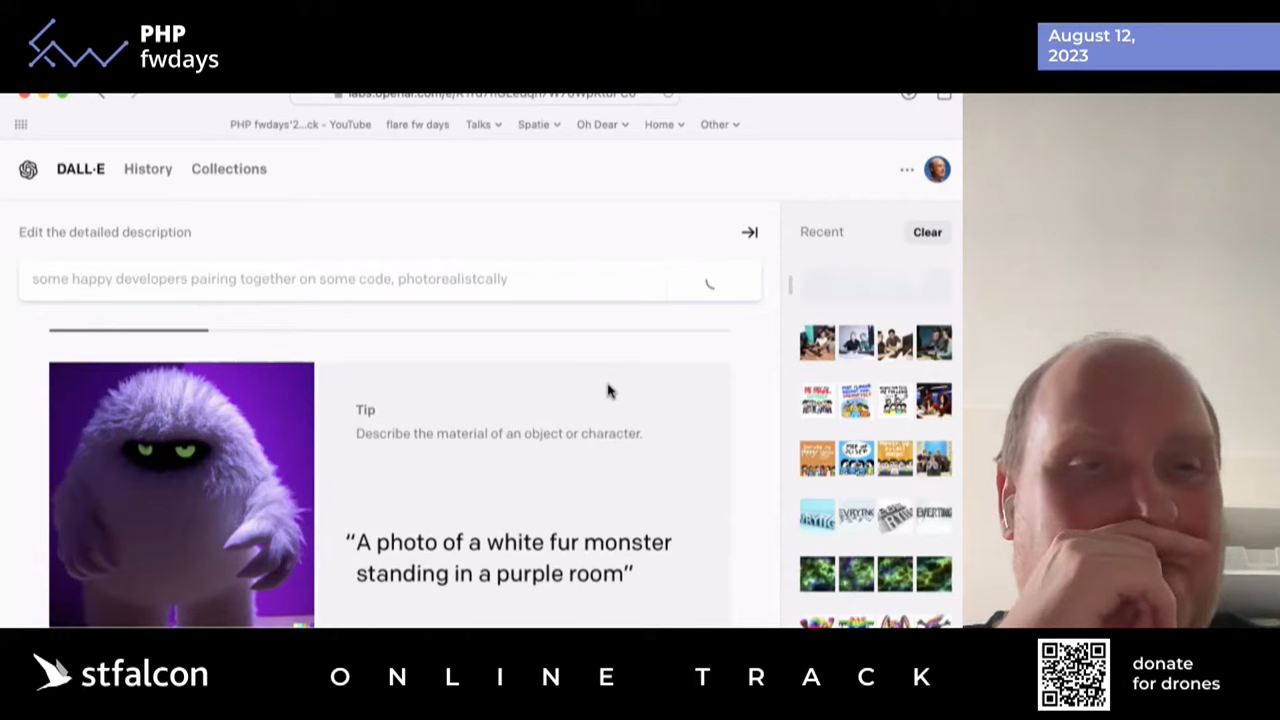 PHP
fwdays
August 12,
2023
PHP fwdays'2...ck – YouTube flare fw days Talks Spatie Oh Dear Home Other
DALL·E History Collections
Edit the detailed description
Recent Clear
some happy developers pairing together on some code, photorealistcally
Tip
Describe the material of an object or character.
“A photo of a white fur monster
standing in a purple room”
stfalcon
ONLINE TRACK
donate
for drones